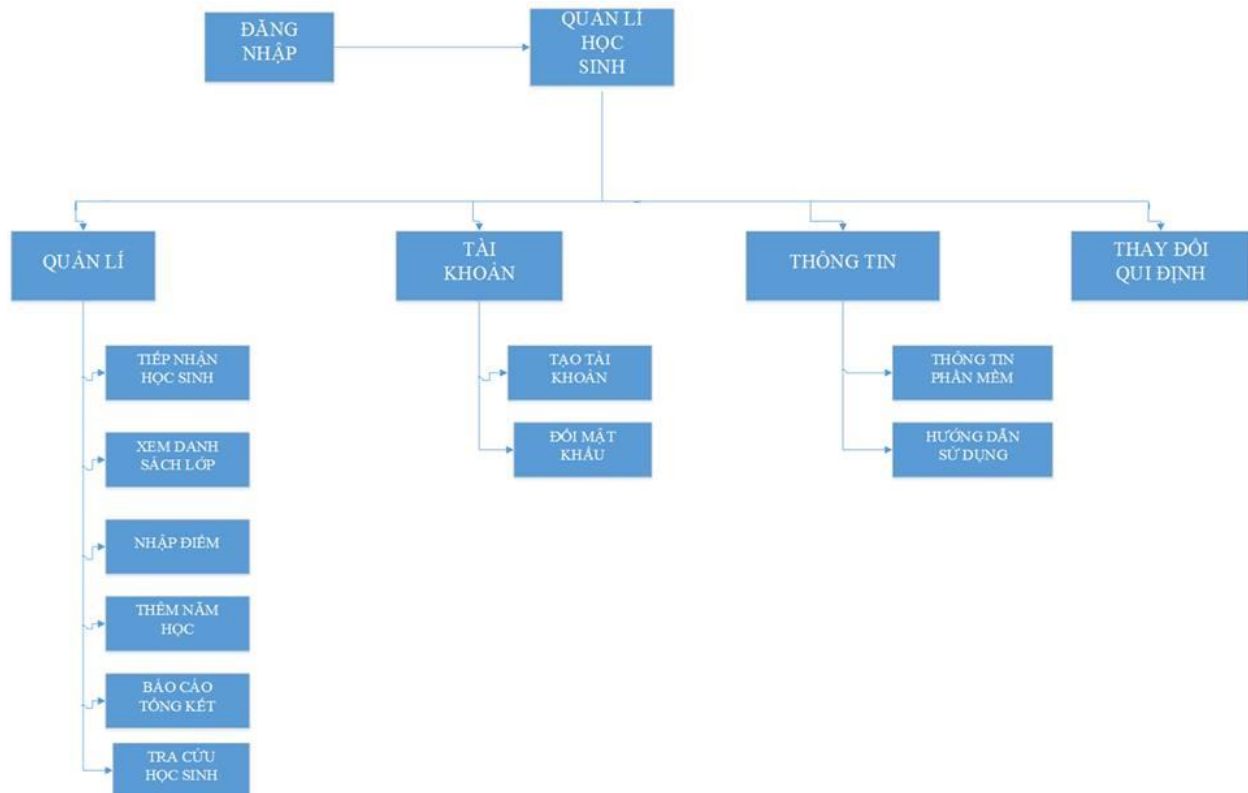 ĐĂNG
NHẬP
QUẢN LÍ
HỌC
SINH
QUẢN LÍ
TÀI
KHOẢN
THÔNG TIN
THAY ĐỔI
QUI ĐỊNH
TIẾP NHẬN
HỌC SINH
XEM DANH
SÁCH LỚP
NHẬP ĐIỂM
THÊM NĂM
HỌC
BÁO CÁO
TỔNG KẾT
TRA CỨU
HỌC SINH
TẠO TÀI
KHOẢN
ĐỔI MẬT
KHẨU
THÔNG TIN
PHẦN MỀM
HƯỚNG DẪN
SỬ DỤNG